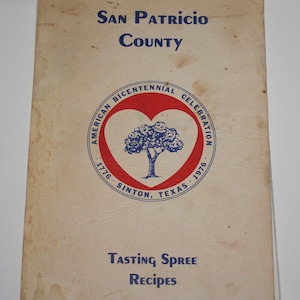 San Patricio
County
AMERICAN BICENTENNIAL CELEBRATION
1776 · SINTON, TEXAS · 1976
Tasting Spree
Recipes